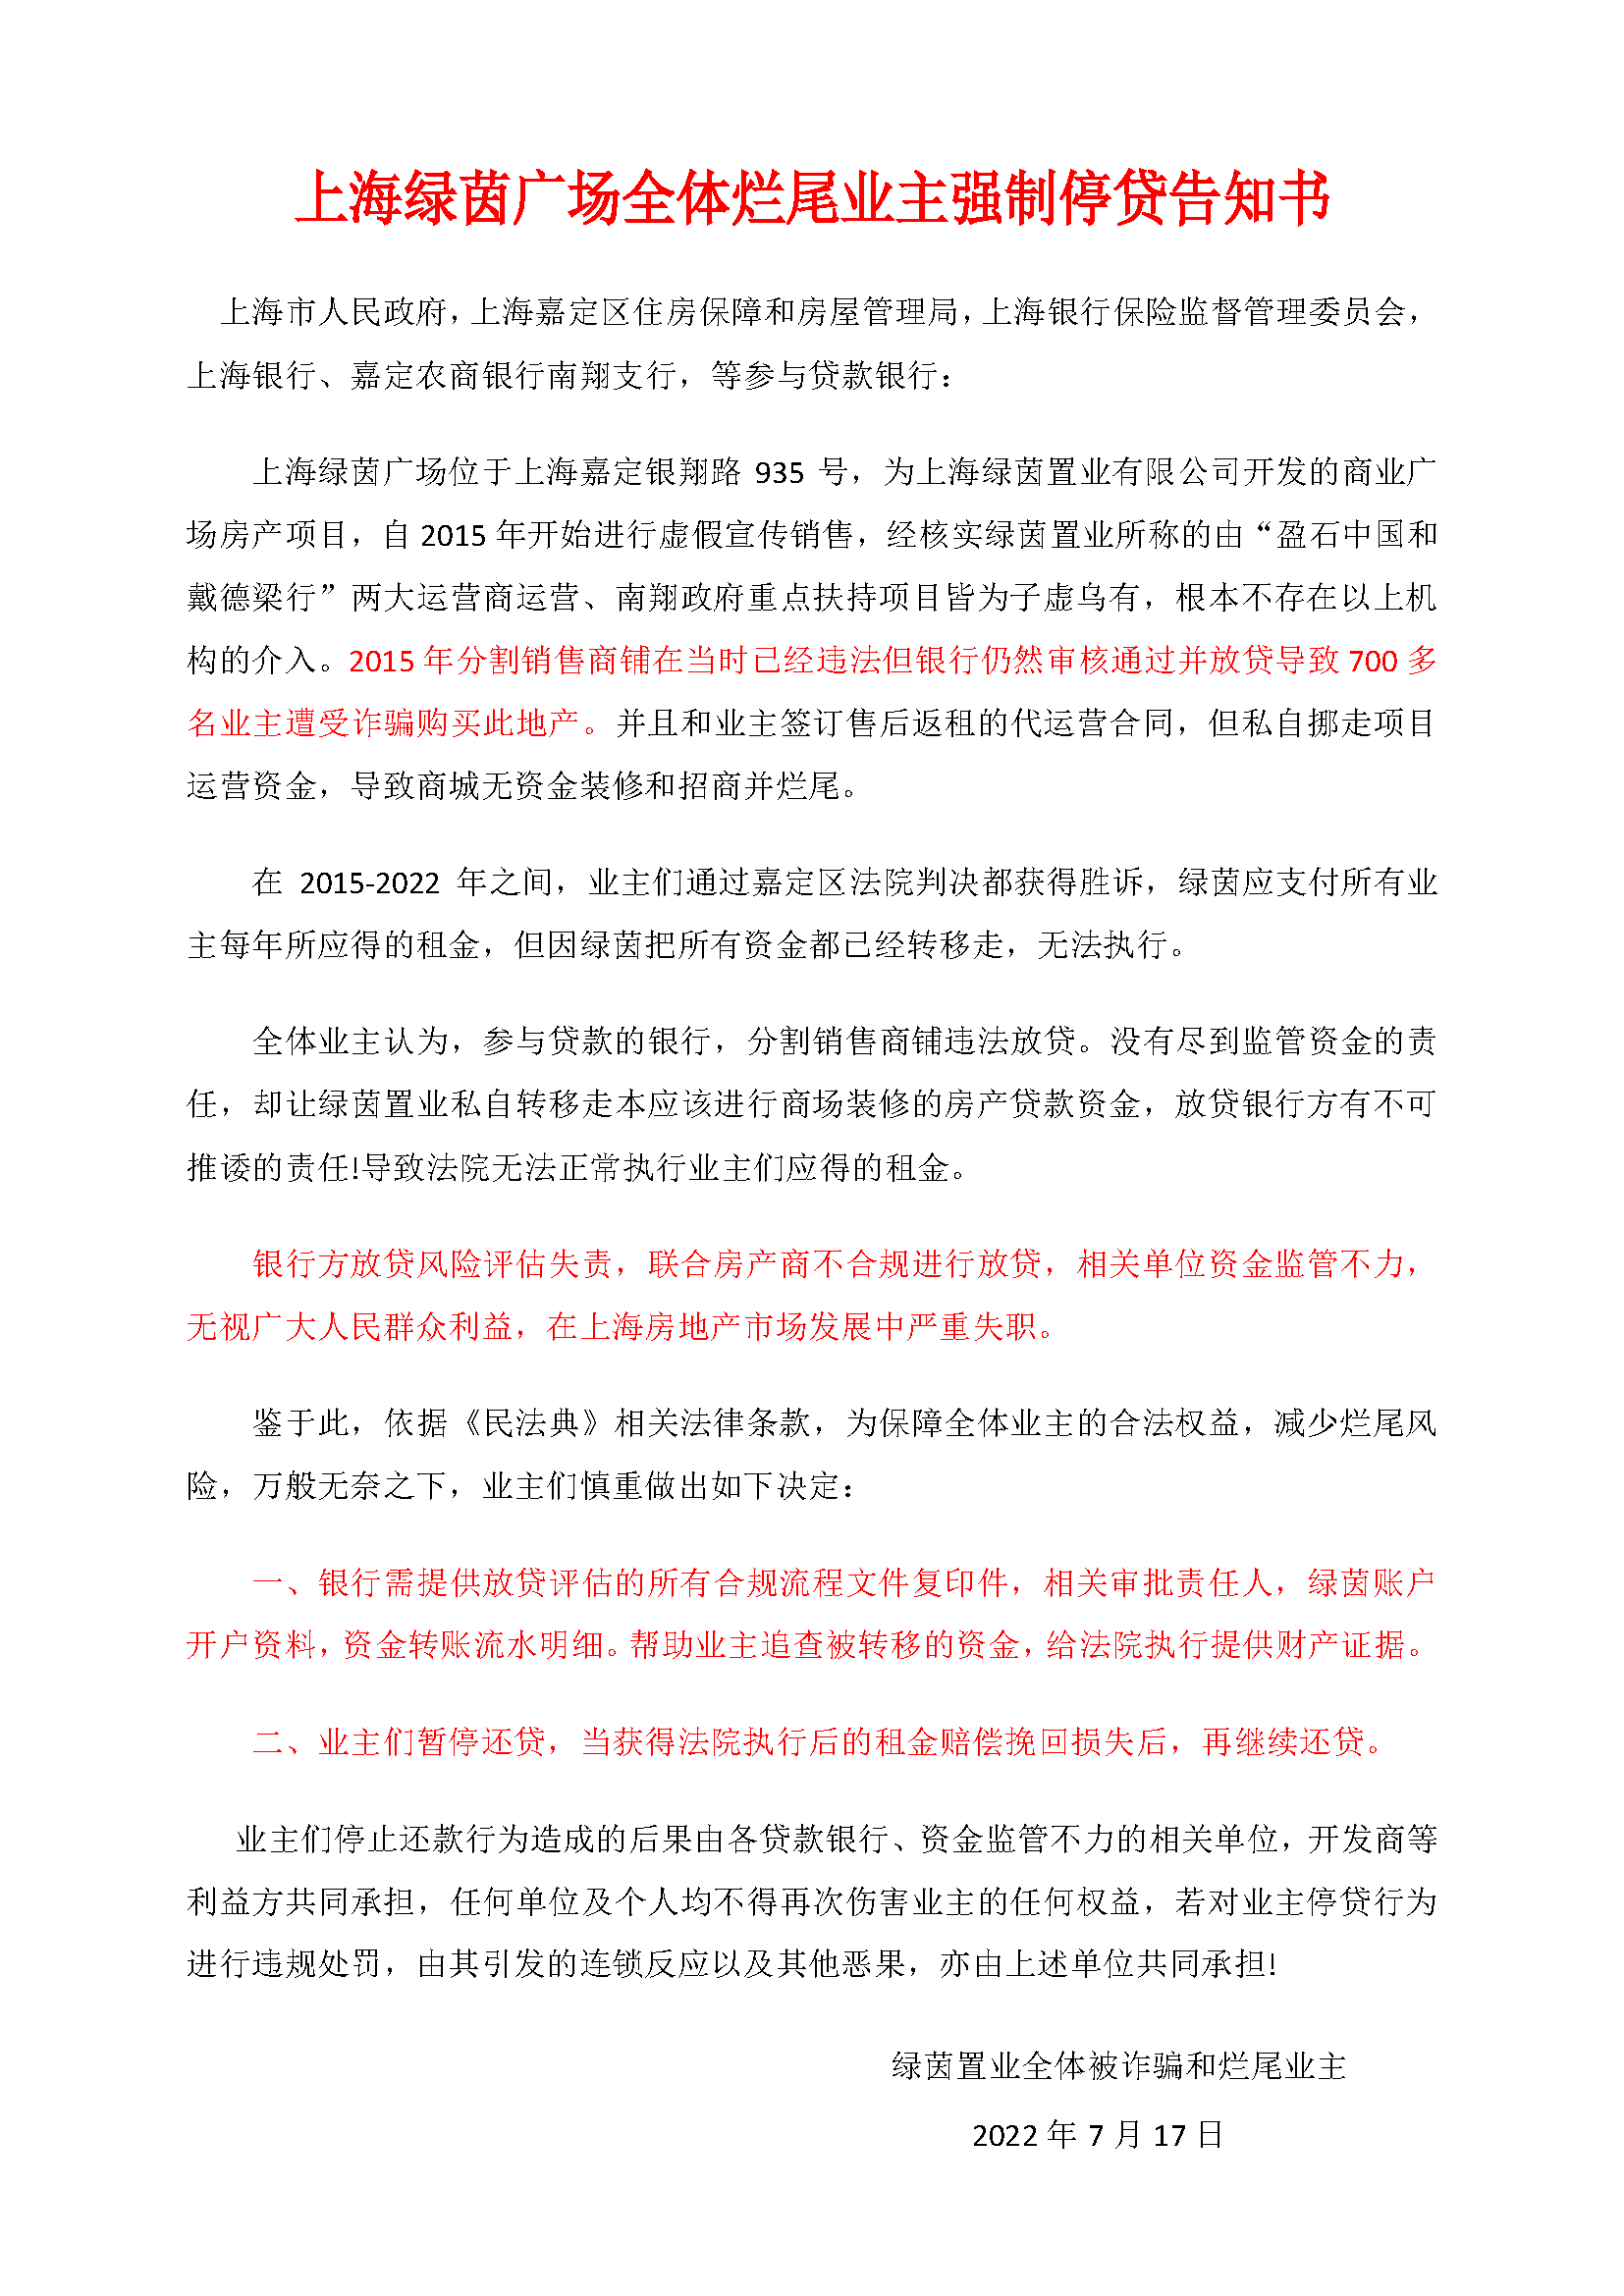 上海绿茵广场全体烂尾业主强制停贷告知书
上海市人民政府，上海嘉定区住房保障和房屋管理局，上海银行保险监督管理委员会，
上海银行、嘉定农商银行南翔支行，等参与贷款银行：
上海绿茵广场位于上海嘉定银翔路 935 号，为上海绿茵置业有限公司开发的商业广
场房产项目，自 2015 年开始进行虚假宣传销售，经核实绿茵置业所称的由“盈石中国和
戴德梁行”两大运营商运营、南翔政府重点扶持项目皆为子虚乌有，根本不存在以上机
构的介入。2015 年分割销售商铺在当时已经违法但银行仍然审核通过并放贷导致 700 多
名业主遭受诈骗购买此地产。并且和业主签订售后返租的代运营合同，但私自挪走项目
运营资金，导致商城无资金装修和招商并烂尾。
在 2015-2022 年之间，业主们通过嘉定区法院判决都获得胜诉，绿茵应支付所有业
主每年所应得的租金，但因绿茵把所有资金都已经转移走，无法执行。
全体业主认为，参与贷款的银行，分割销售商铺违法放贷。没有尽到监管资金的责
任，却让绿茵置业私自转移走本应该进行商场装修的房产贷款资金，放贷银行方有不可
推诿的责任!导致法院无法正常执行业主们应得的租金。
银行方放贷风险评估失责，联合房产商不合规进行放贷，相关单位资金监管不力，
无视广大人民群众利益，在上海房地产市场发展中严重失职。
鉴于此，依据《民法典》相关法律条款，为保障全体业主的合法权益，减少烂尾风
险，万般无奈之下，业主们慎重做出如下决定：
一、银行需提供放贷评估的所有合规流程文件复印件，相关审批责任人，绿茵账户
开户资料，资金转账流水明细。帮助业主追查被转移的资金，给法院执行提供财产证据。
二、业主们暂停还贷，当获得法院执行后的租金赔偿挽回损失后，再继续还贷。
业主们停止还款行为造成的后果由各贷款银行、资金监管不力的相关单位，开发商等
利益方共同承担，任何单位及个人均不得再次伤害业主的任何权益，若对业主停贷行为
进行违规处罚，由其引发的连锁反应以及其他恶果，亦由上述单位共同承担!
绿茵置业全体被诈骗和烂尾业主
2022 年 7 月 17 日